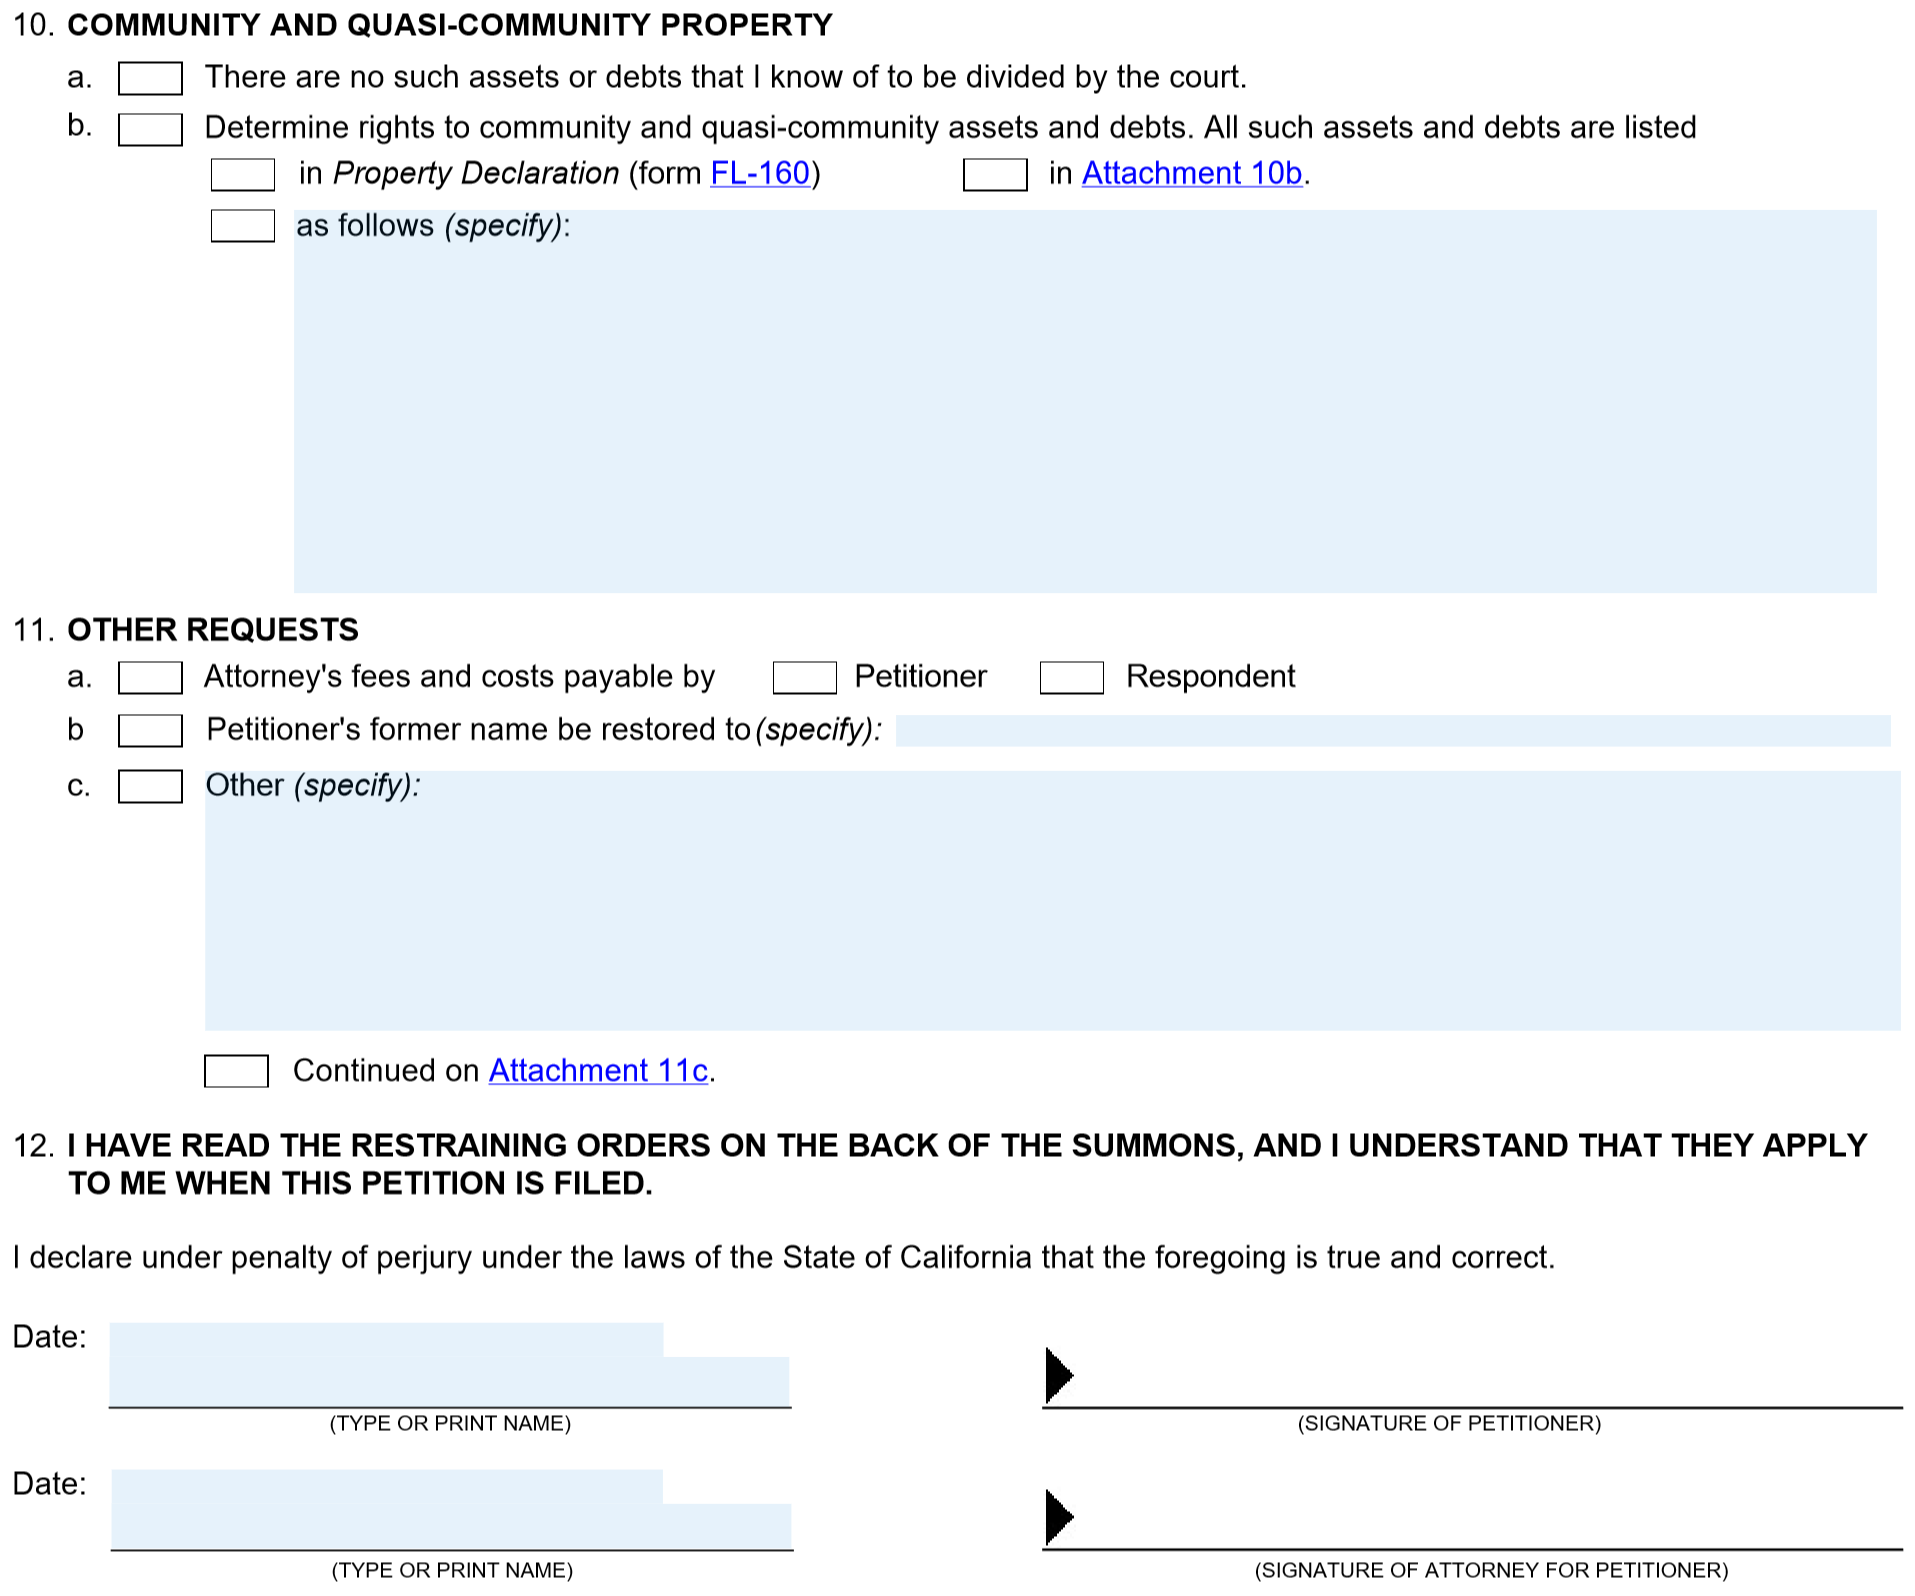 10. COMMUNITY AND QUASI-COMMUNITY PROPERTY
a. There are no such assets or debts that I know of to be divided by the court.
b. Determine rights to community and quasi-community assets and debts. All such assets and debts are listed
in Property Declaration (form FL-160) in Attachment 10b.
as follows (specify):
11. OTHER REQUESTS
a. Attorney's fees and costs payable by Petitioner Respondent
b Petitioner's former name be restored to (specify):
c. Other (specify):
Continued on Attachment 11c.
12. I HAVE READ THE RESTRAINING ORDERS ON THE BACK OF THE SUMMONS, AND I UNDERSTAND THAT THEY APPLY
TO ME WHEN THIS PETITION IS FILED.
I declare under penalty of perjury under the laws of the State of California that the foregoing is true and correct.
Date:
(TYPE OR PRINT NAME) (SIGNATURE OF PETITIONER)
Date:
(TYPE OR PRINT NAME) (SIGNATURE OF ATTORNEY FOR PETITIONER)